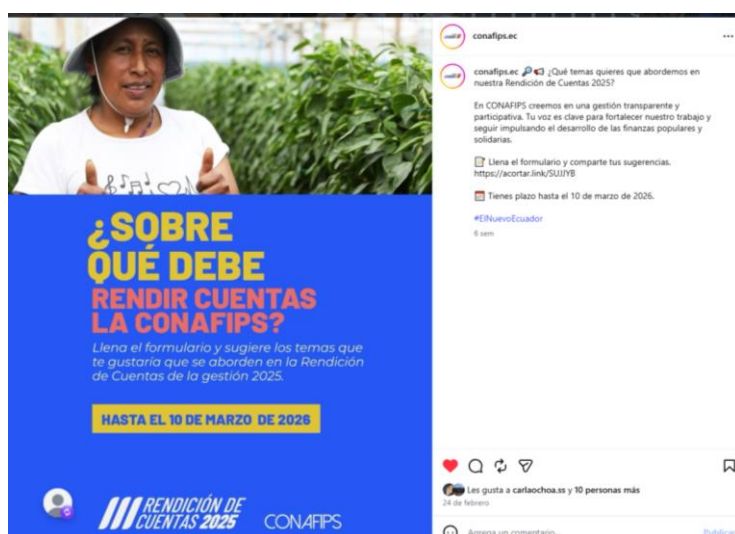 ¿SOBRE
QUÉ DEBE
RENDIR CUENTAS
LA CONAFIPS?
Llena el formulario y sugiere los temas que
te gustaría que se aborden en la Rendición
de Cuentas de la gestión 2025.
HASTA EL 10 DE MARZO DE 2026
RENDICIÓN DE
CUENTAS 2025
CONAFIPS
conafips.ec
conafips.ec 🔎📢 ¿Qué temas quieres que abordemos en
nuestra Rendición de Cuentas 2025?
En CONAFIPS creemos en una gestión transparente y
participativa. Tu voz es clave para fortalecer nuestro trabajo y
seguir impulsando el desarrollo de las finanzas populares y
solidarias.
📝 Llena el formulario y comparte tus sugerencias.
https://acortar.link/SUJJYB
📅 Tienes plazo hasta el 10 de marzo de 2026.
#ElNuevoEcuador
6 sem
Les gusta a carlaochoa.ss y 10 personas más
24 de febrero
Agrega un comentario...
Publicar